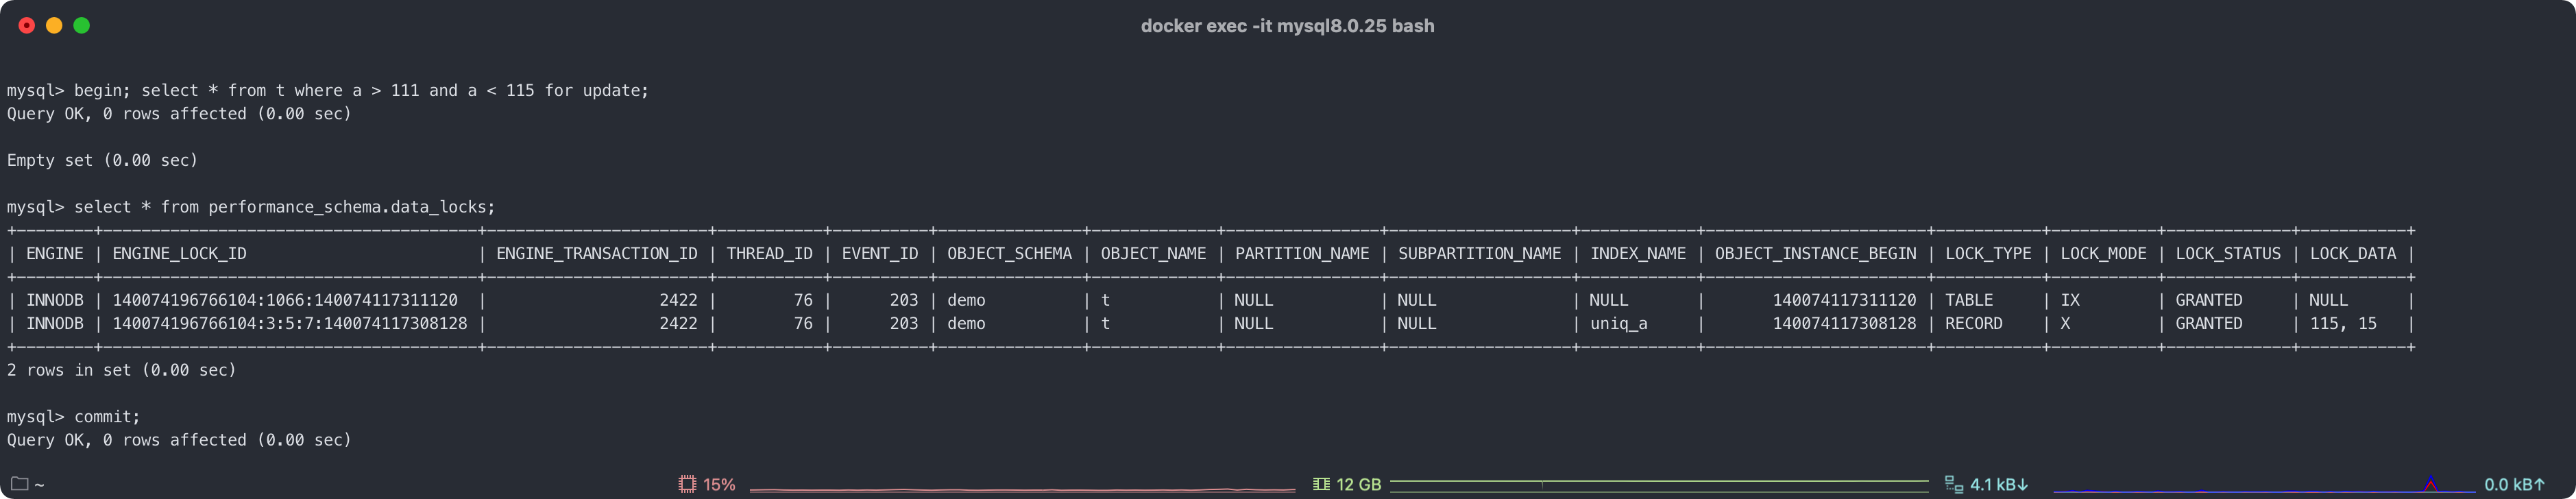 docker exec -it mysql8.0.25 bash
mysql> begin; select * from t where a > 111 and a < 115 for update;
Query OK, 0 rows affected (0.00 sec)
Empty set (0.00 sec)
mysql> select * from performance_schema.data_locks;
+--------+---------------------------------------+-----------------------+-----------+----------+---------------+-------------+----------------+-------------------+------------+-----------------------+-----------+-----------+-------------+-----------+
| ENGINE | ENGINE_LOCK_ID                        | ENGINE_TRANSACTION_ID | THREAD_ID | EVENT_ID | OBJECT_SCHEMA | OBJECT_NAME | PARTITION_NAME | SUBPARTITION_NAME | INDEX_NAME | OBJECT_INSTANCE_BEGIN | LOCK_TYPE | LOCK_MODE | LOCK_STATUS | LOCK_DATA |
+--------+---------------------------------------+-----------------------+-----------+----------+---------------+-------------+----------------+-------------------+------------+-----------------------+-----------+-----------+-------------+-----------+
| INNODB | 140074196766104:1066:140074117311120  |                  2422 |        76 |      203 | demo          | t           | NULL           | NULL              | NULL       |       140074117311120 | TABLE     | IX        | GRANTED     | NULL      |
| INNODB | 140074196766104:3:5:7:140074117308128 |                  2422 |        76 |      203 | demo          | t           | NULL           | NULL              | uniq_a     |       140074117308128 | RECORD    | X         | GRANTED     | 115, 15   |
+--------+---------------------------------------+-----------------------+-----------+----------+---------------+-------------+----------------+-------------------+------------+-----------------------+-----------+-----------+-------------+-----------+
2 rows in set (0.00 sec)
mysql> commit;
Query OK, 0 rows affected (0.00 sec)
~ 15% 12 GB 4.1 kB↓ 0.0 kB↑